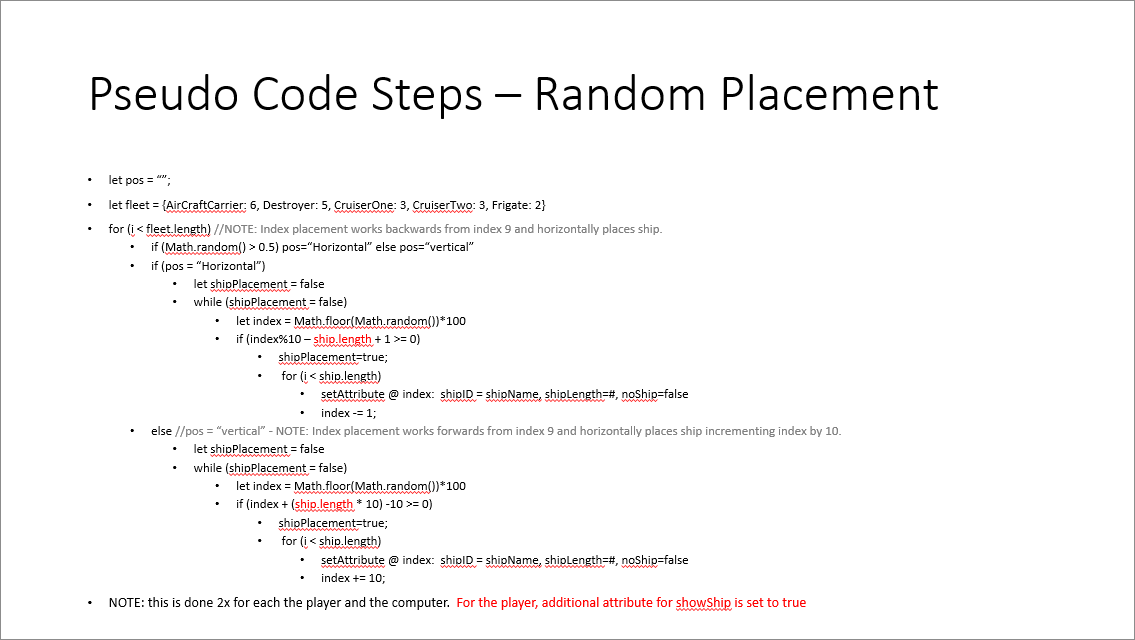 Pseudo Code Steps – Random Placement
• let pos = “”;
• let fleet = {AirCraftCarrier: 6, Destroyer: 5, CruiserOne: 3, CruiserTwo: 3, Frigate: 2}
• for (i < fleet.length) //NOTE: Index placement works backwards from index 9 and horizontally places ship.
• if (Math.random() > 0.5) pos=“Horizontal” else pos=“vertical”
• if (pos = “Horizontal”)
• let shipPlacement = false
• while (shipPlacement = false)
• let index = Math.floor(Math.random())*100
• if (index%10 – ship.length + 1 >= 0)
• shipPlacement=true;
• for (i < ship.length)
• setAttribute @ index: shipID = shipName, shipLength=#, noShip=false
• index -= 1;
• else //pos = “vertical” - NOTE: Index placement works forwards from index 9 and horizontally places ship incrementing index by 10.
• let shipPlacement = false
• while (shipPlacement = false)
• let index = Math.floor(Math.random())*100
• if (index + (ship.length * 10) -10 >= 0)
• shipPlacement=true;
• for (i < ship.length)
• setAttribute @ index: shipID = shipName, shipLength=#, noShip=false
• index += 10;
• NOTE: this is done 2x for each the player and the computer. For the player, additional attribute for showShip is set to true